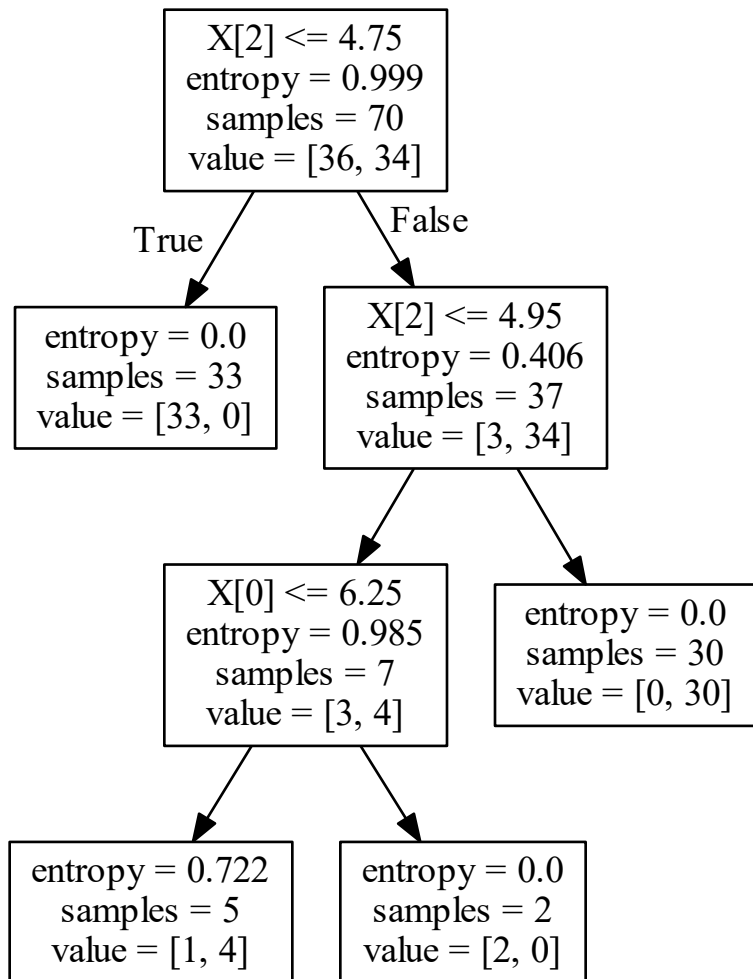 X[2] <= 4.75
entropy = 0.999
samples = 70
value = [36, 34]
True
False
entropy = 0.0
samples = 33
value = [33, 0]
X[2] <= 4.95
entropy = 0.406
samples = 37
value = [3, 34]
X[0] <= 6.25
entropy = 0.985
samples = 7
value = [3, 4]
entropy = 0.0
samples = 30
value = [0, 30]
entropy = 0.722
samples = 5
value = [1, 4]
entropy = 0.0
samples = 2
value = [2, 0]